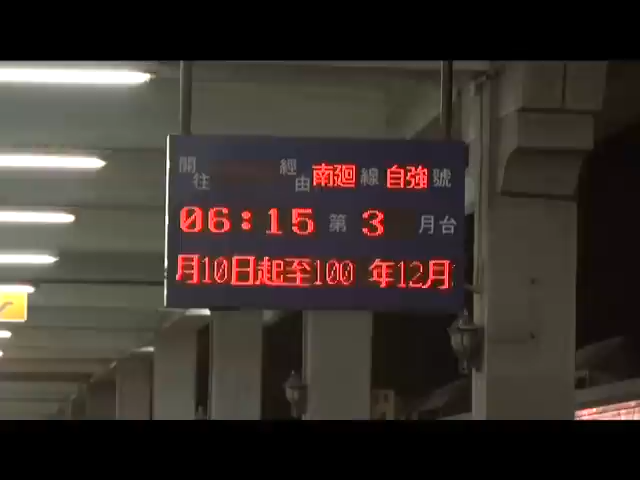 開往 經由 南廻 線 自強 號
06:15 第 3 月台
月10日起至100 年12月